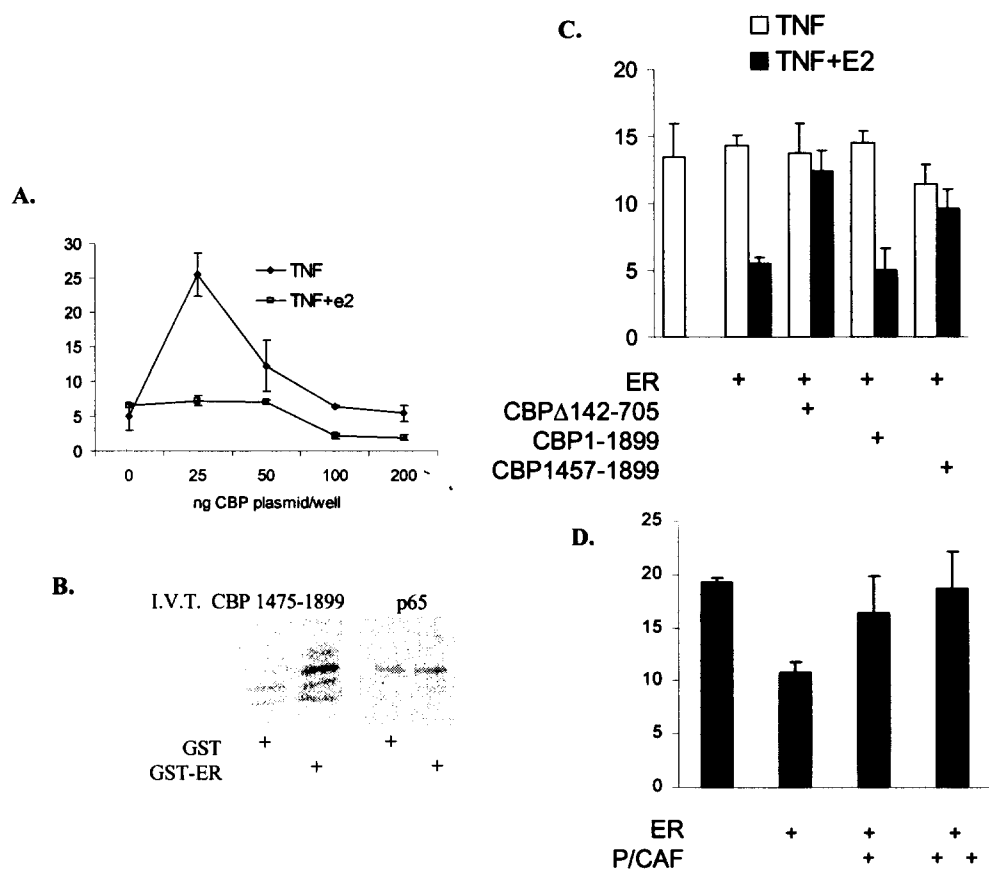 A.
30
25
20
15
10
5
0
TNF
TNF+e2
0 25 50 100 200
ng CBP plasmid/well
B.
I.V.T. CBP 1475-1899 p65
GST + +
GST-ER + +
C.
TNF
TNF+E2
20
15
10
5
0
ER + + + +
CBPΔ142-705 +
CBP1-1899 +
CBP1457-1899 +
D.
25
20
15
10
5
0
ER + + +
P/CAF + + +